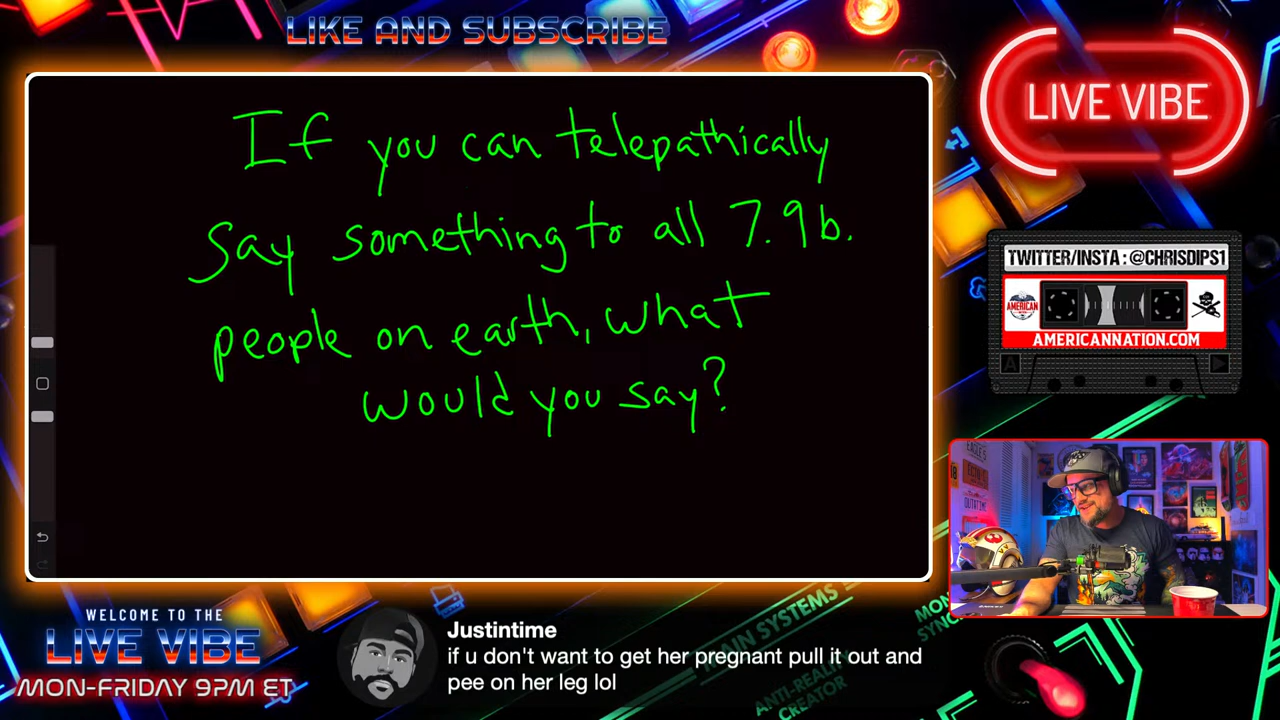 LIKE AND SUBSCRIBE
If you can telepathically
say something to all 7.9 b.
people on earth, what
would you say?
LIVE VIBE
TWITTER/INSTA : @CHRISDIPS1
AMERICAN
AMERICANNATION.COM
A
WELCOME TO THE
LIVE VIBE
MON-FRIDAY 9PM ET
Justintime
if u don't want to get her pregnant pull it out and
pee on her leg lol